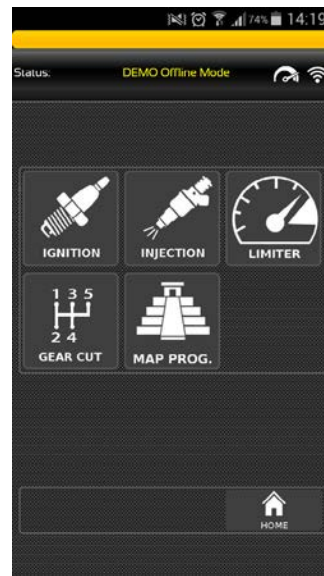 74% 14:19
Status: DEMO Offline Mode
IGNITION INJECTION LIMITER
1 3 5
2 4
GEAR CUT MAP PROG.
HOME